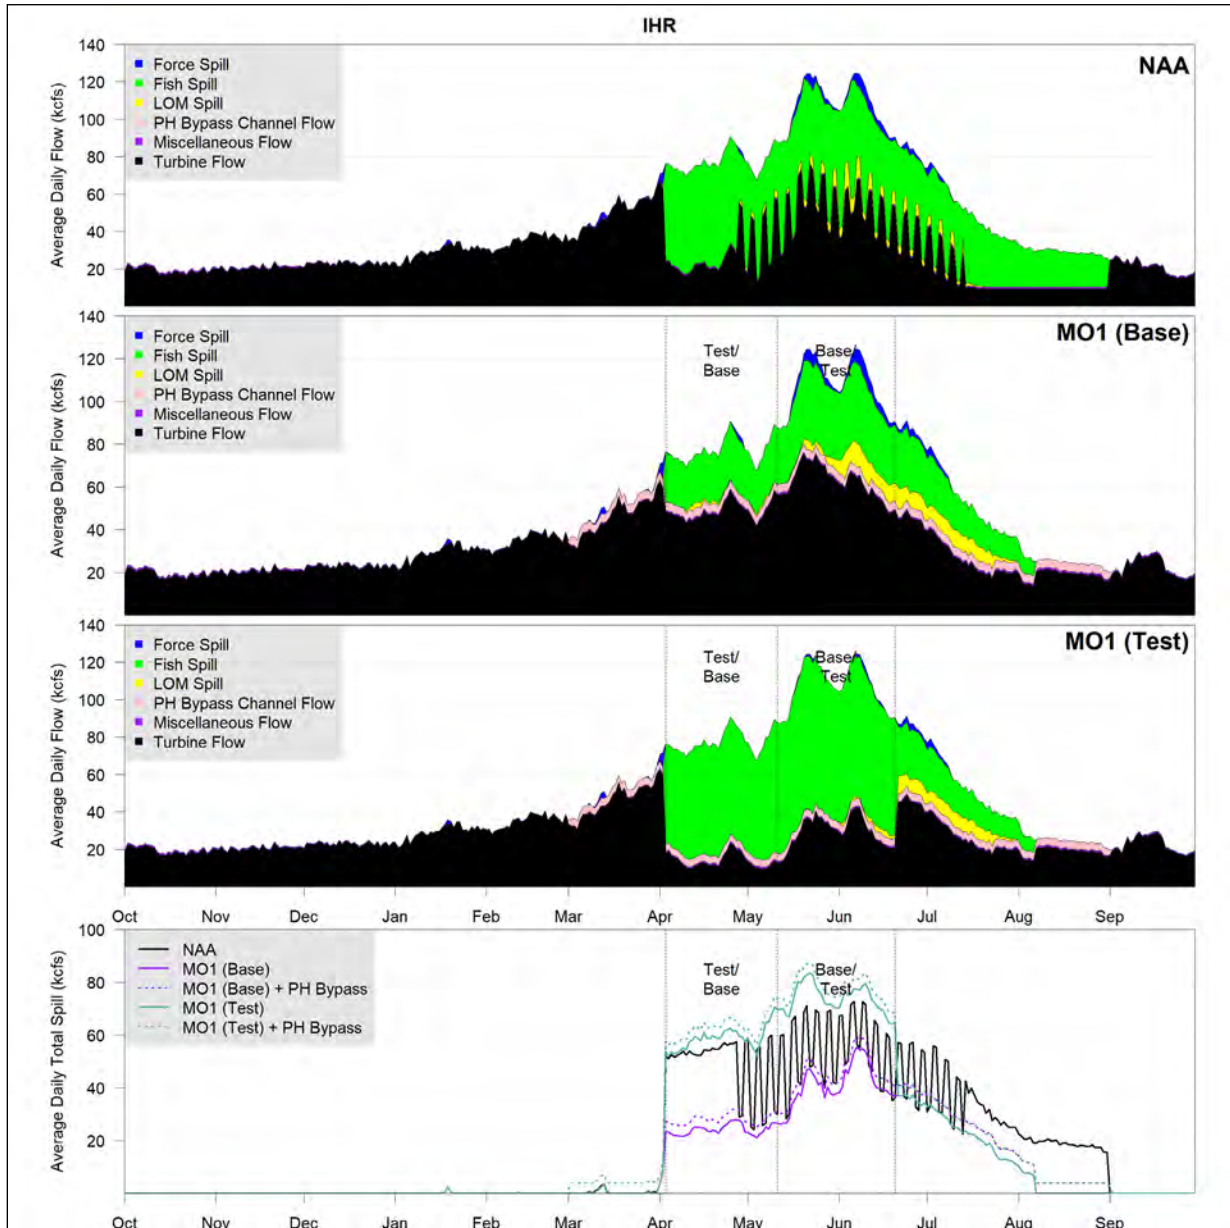 IHR
NAA
Average Daily Flow (kcfs)
140
120
100
80
60
40
20
Force Spill
Fish Spill
LOM Spill
PH Bypass Channel Flow
Miscellaneous Flow
Turbine Flow
MO1 (Base)
Average Daily Flow (kcfs)
140
120
100
80
60
40
20
Force Spill
Fish Spill
LOM Spill
PH Bypass Channel Flow
Miscellaneous Flow
Turbine Flow
Test/
Base
Base/
Test
MO1 (Test)
Average Daily Flow (kcfs)
140
120
100
80
60
40
20
Force Spill
Fish Spill
LOM Spill
PH Bypass Channel Flow
Miscellaneous Flow
Turbine Flow
Test/
Base
Base/
Test
Oct Nov Dec Jan Feb Mar Apr May Jun Jul Aug Sep
Average Daily Total Spill (kcfs)
100
80
60
40
20
NAA
MO1 (Base)
MO1 (Base) + PH Bypass
MO1 (Test)
MO1 (Test) + PH Bypass
Test/
Base
Base/
Test
Oct Nov Dec Jan Feb Mar Apr May Jun Jul Aug Sep